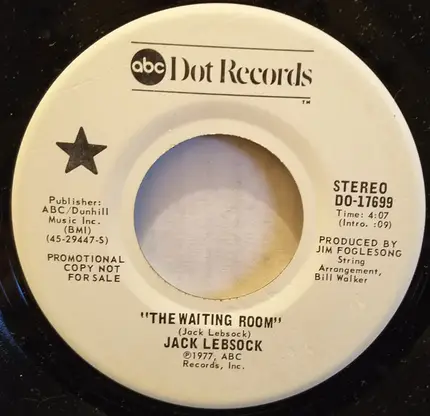 abc Dot Records
TM
Publisher:
ABC/Dunhill
Music Inc.
(BMI)
(45-29447-S)
PROMOTIONAL
COPY NOT
FOR SALE
STEREO
DO-17699
Time: 4:07
(Intro. :09)
PRODUCED BY
JIM FOGLESONG
String
Arrangement,
Bill Walker
"THE WAITING ROOM"
(Jack Lebsock)
JACK LEBSOCK
Ⓟ1977, ABC
Records, Inc.